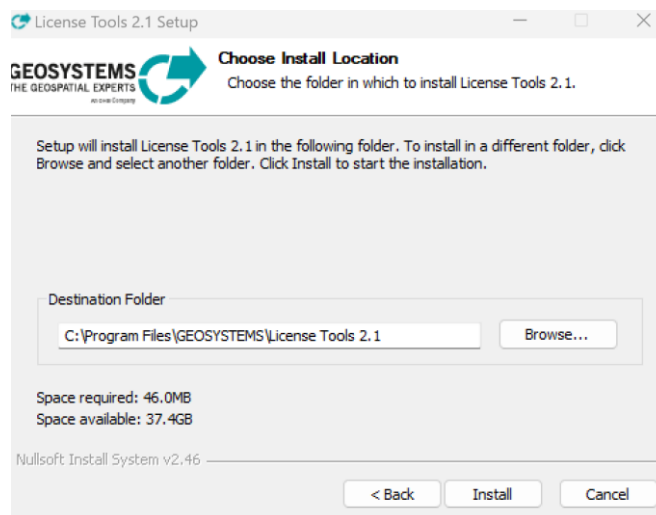 License Tools 2.1 Setup
GEOSYSTEMS
THE GEOSPATIAL EXPERTS
Choose Install Location
Choose the folder in which to install License Tools 2.1.
Setup will install License Tools 2.1 in the following folder. To install in a different folder, click
Browse and select another folder. Click Install to start the installation.
Destination Folder
C:\Program Files\GEOSYSTEMS\License Tools 2.1
Browse...
Space required: 46.0MB
Space available: 37.4GB
Nullsoft Install System v2.46
< Back
Install
Cancel